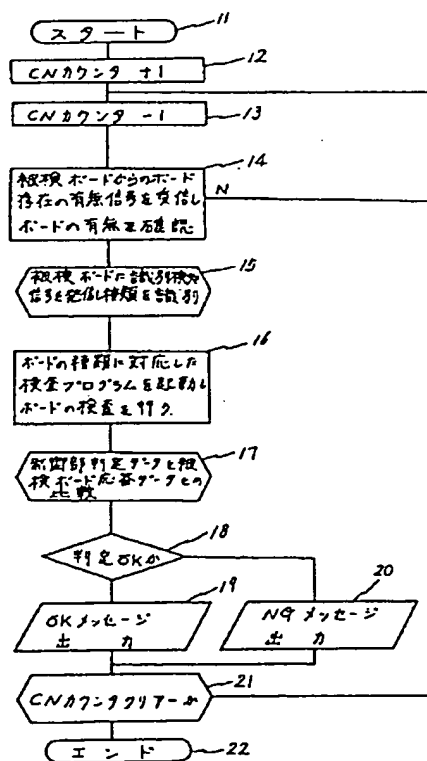 スタート 11
CNカウンタ +1 12
CNカウンタ -1 13
14
被検ボードからのボード
存在の有無信号を受信し N
ボードの有無を確認
15
被検ボードに識別検知
信号を発信し種類を識別
16
ボードの種類に対応した
検査プログラムを起動し
ボードの検査を行う.
17
制御部判定データと被
検ボード応答データとの
比較
18
判定OKか
19
OKメッセージ
出力
20
NGメッセージ
出力
21
CNカウンタクリアーか
エンド 22